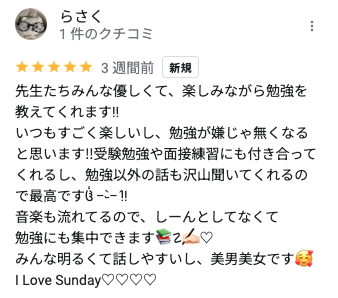 らさく
1 件のクチコミ
3 週間前 新規
先生たちみんな優しくて、楽しみながら勉強を
教えてくれます!!
いつもすごく楽しいし、勉強が嫌じゃ無くなる
と思います!!受験勉強や面接練習にも付き合って
くれるし、勉強以外の話も沢山聞いてくれるの
で最高です
音楽も流れてるので、しーんとしてなくて
勉強にも集中できます📚✍🏻♡
みんな明るくて話しやすいし、美男美女です🥰
I Love Sunday♡♡♡♡